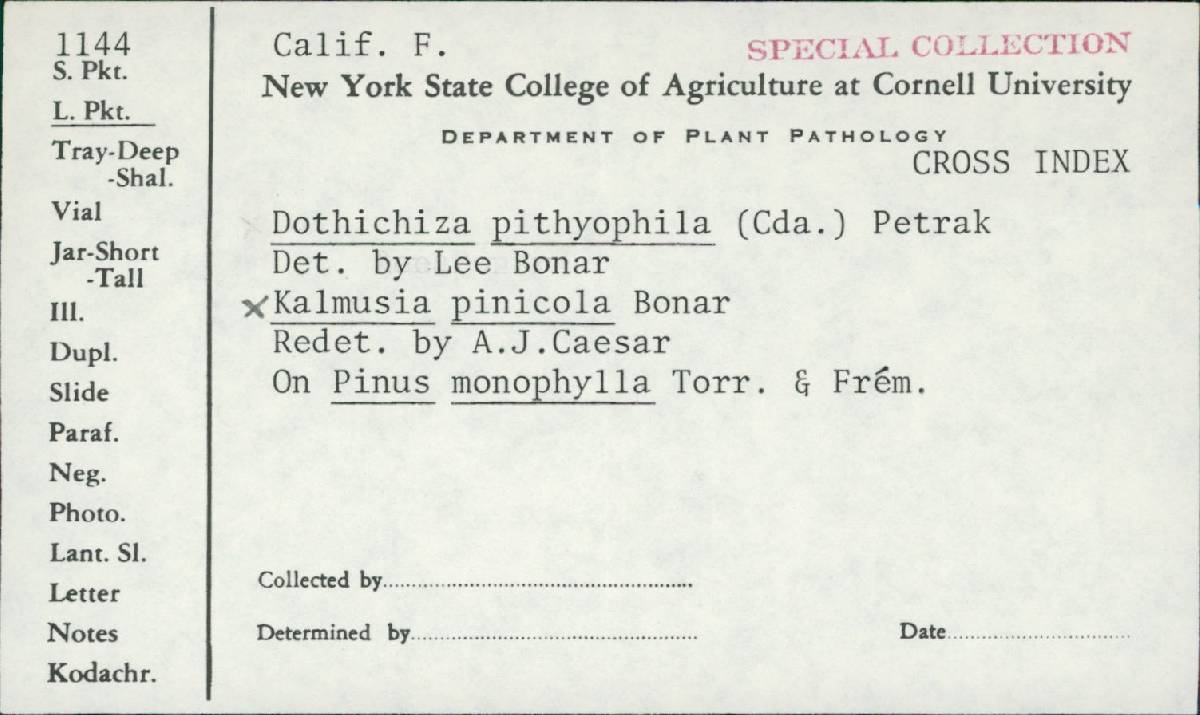 1144
S. Pkt.
L. Pkt.
Tray-Deep
-Shal.
Vial
Jar-Short
-Tall
Ill.
Dupl.
Slide
Paraf.
Neg.
Photo.
Lant. Sl.
Letter
Notes
Kodachr.
Calif. F.
SPECIAL COLLECTION
New York State College of Agriculture at Cornell University
DEPARTMENT OF PLANT PATHOLOGY
CROSS INDEX
Dothichiza pithyophila (Cda.) Petrak
Det. by Lee Bonar
×Kalmusia pinicola Bonar
Redet. by A.J.Caesar
On Pinus monophylla Torr. & Frém.
Collected by
Determined by
Date